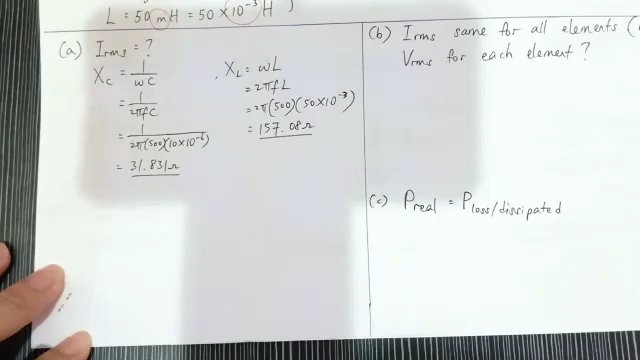 L = 50 mH = 50 × 10⁻³ H
(a) Irms = ?
Xc = 1/ωC
= 1/2πfC
= 1/2π(500)(10×10⁻⁶)
= 31.831Ω
XL = ωL
= 2πfL
= 2π(500)(50×10⁻³)
= 157.08Ω
(b) Irms same for all elements (
Vrms for each element ?
(c) Preal = Ploss/dissipated